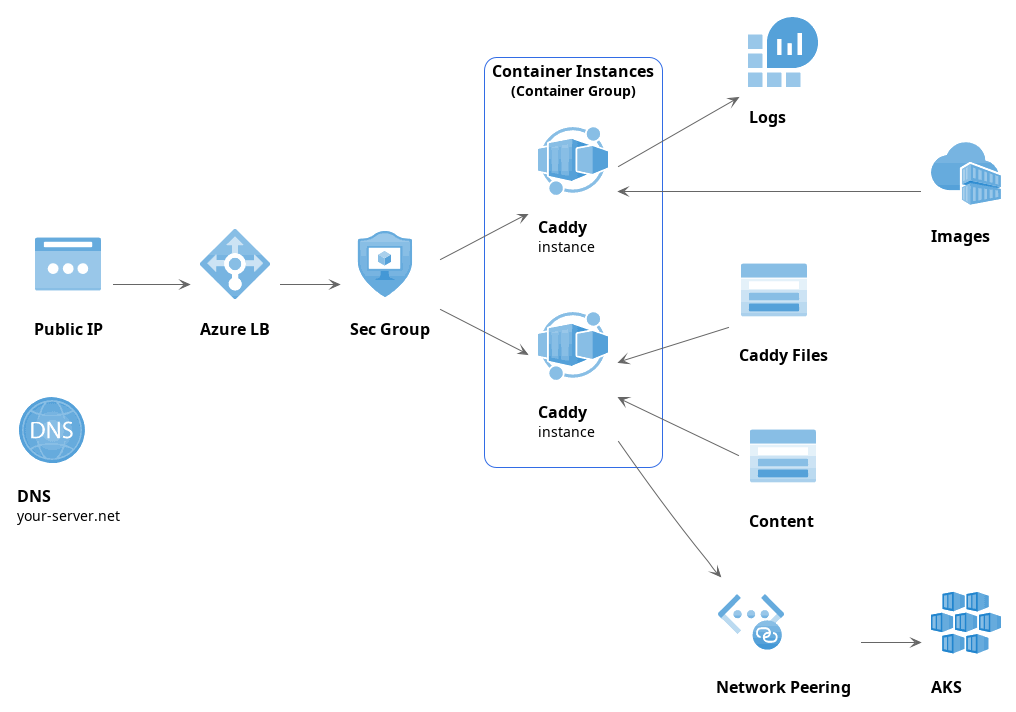 Container Instances
(Container Group)
Logs
Caddy
instance
Images
Public IP
Azure LB
Sec Group
Caddy Files
Caddy
instance
DNS
DNS
your-server.net
Content
Network Peering
AKS